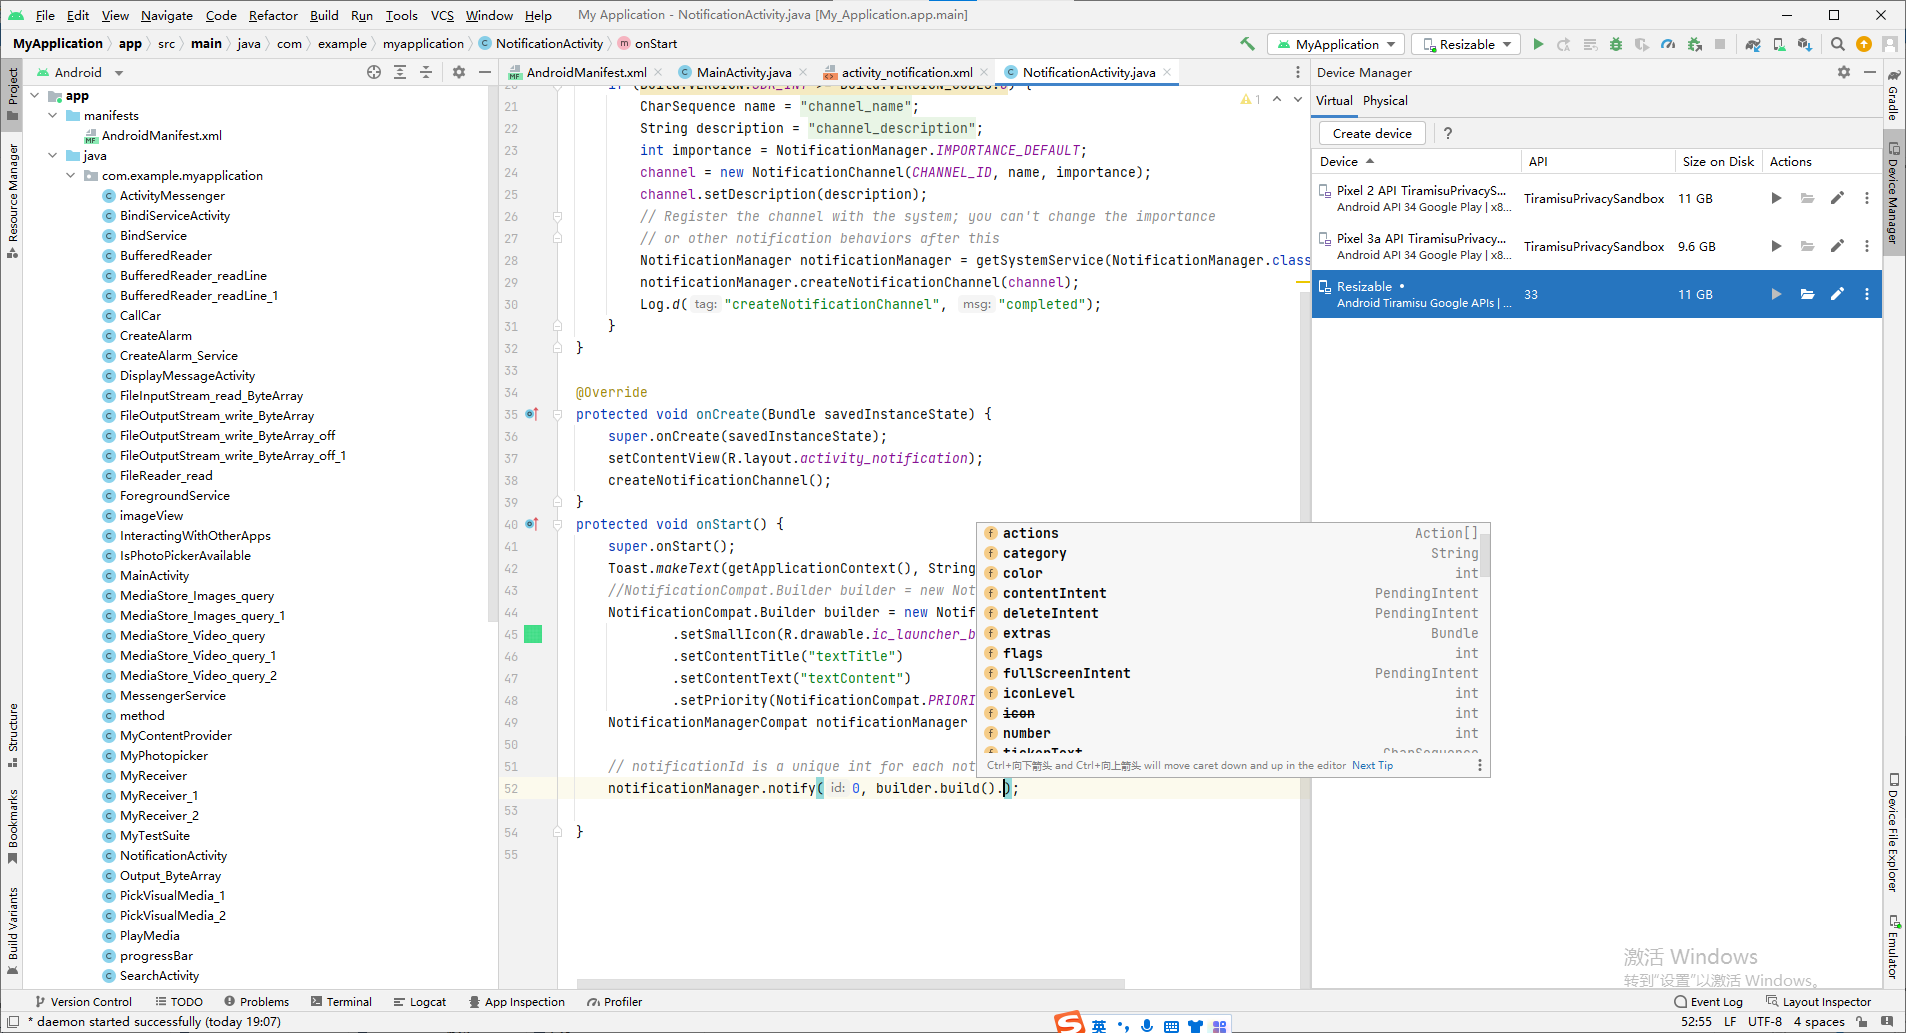 File Edit View Navigate Code Refactor Build Run Tools VCS Window Help My Application - NotificationActivity.java [My_Application.app.main]
MyApplication app src main java com example myapplication NotificationActivity onStart
MyApplication Resizable
Android
AndroidManifest.xml MainActivity.java activity_notification.xml NotificationActivity.java
Project
Resource Manager
Structure
Bookmarks
Build Variants
app
manifests
AndroidManifest.xml
java
com.example.myapplication
ActivityMessenger
BindiServiceActivity
BindService
BufferedReader
BufferedReader_readLine
BufferedReader_readLine_1
CallCar
CreateAlarm
CreateAlarm_Service
DisplayMessageActivity
FileInputStream_read_ByteArray
FileOutputStream_write_ByteArray
FileOutputStream_write_ByteArray_off
FileOutputStream_write_ByteArray_off_1
FileReader_read
ForegroundService
imageView
InteractingWithOtherApps
IsPhotoPickerAvailable
MainActivity
MediaStore_Images_query
MediaStore_Images_query_1
MediaStore_Video_query
MediaStore_Video_query_1
MediaStore_Video_query_2
MessengerService
method
MyContentProvider
MyPhotopicker
MyReceiver
MyReceiver_1
MyReceiver_2
MyTestSuite
NotificationActivity
Output_ByteArray
PickVisualMedia_1
PickVisualMedia_2
PlayMedia
progressBar
SearchActivity
1
20 if (Build.VERSION.SDK_INT >= Build.VERSION_CODES.O) {
21 CharSequence name = "channel_name";
22 String description = "channel_description";
23 int importance = NotificationManager.IMPORTANCE_DEFAULT;
24 channel = new NotificationChannel(CHANNEL_ID, name, importance);
25 channel.setDescription(description);
26 // Register the channel with the system; you can't change the importance
27 // or other notification behaviors after this
28 NotificationManager notificationManager = getSystemService(NotificationManager.class
29 notificationManager.createNotificationChannel(channel);
30 Log.d( tag: "createNotificationChannel", msg: "completed");
31 }
32 }
33
34 @Override
35 protected void onCreate(Bundle savedInstanceState) {
36 super.onCreate(savedInstanceState);
37 setContentView(R.layout.activity_notification);
38 createNotificationChannel();
39 }
40 protected void onStart() {
41 super.onStart();
42 Toast.makeText(getApplicationContext(), String
43 //NotificationCompat.Builder builder = new Not
44 NotificationCompat.Builder builder = new Notif
45 .setSmallIcon(R.drawable.ic_launcher_b
46 .setContentTitle("textTitle")
47 .setContentText("textContent")
48 .setPriority(NotificationCompat.PRIORI
49 NotificationManagerCompat notificationManager
50
51 // notificationId is a unique int for each not
52 notificationManager.notify( id: 0, builder.build().);
53
54 }
55
actions Action[]
category String
color int
contentIntent PendingIntent
deleteIntent PendingIntent
extras Bundle
flags int
fullScreenIntent PendingIntent
iconLevel int
icon int
number int
tickerText CharSequence
Ctrl+向下箭头 and Ctrl+向上箭头 will move caret down and up in the editor Next Tip
Device Manager
Virtual Physical
Create device ?
Device API Size on Disk Actions
Pixel 2 API TiramisuPrivacyS...
Android API 34 Google Play | x8...
TiramisuPrivacySandbox 11 GB
Pixel 3a API TiramisuPrivacy...
Android API 34 Google Play | x8...
TiramisuPrivacySandbox 9.6 GB
Resizable
Android Tiramisu Google APIs | ...
33 11 GB
Gradle
Device Manager
Device File Explorer
Emulator
激活 Windows
转到"设置"以激活 Windows。
Version Control TODO Problems Terminal Logcat App Inspection Profiler Event Log Layout Inspector
* daemon started successfully (today 19:07) 52:55 LF UTF-8 4 spaces
S 英